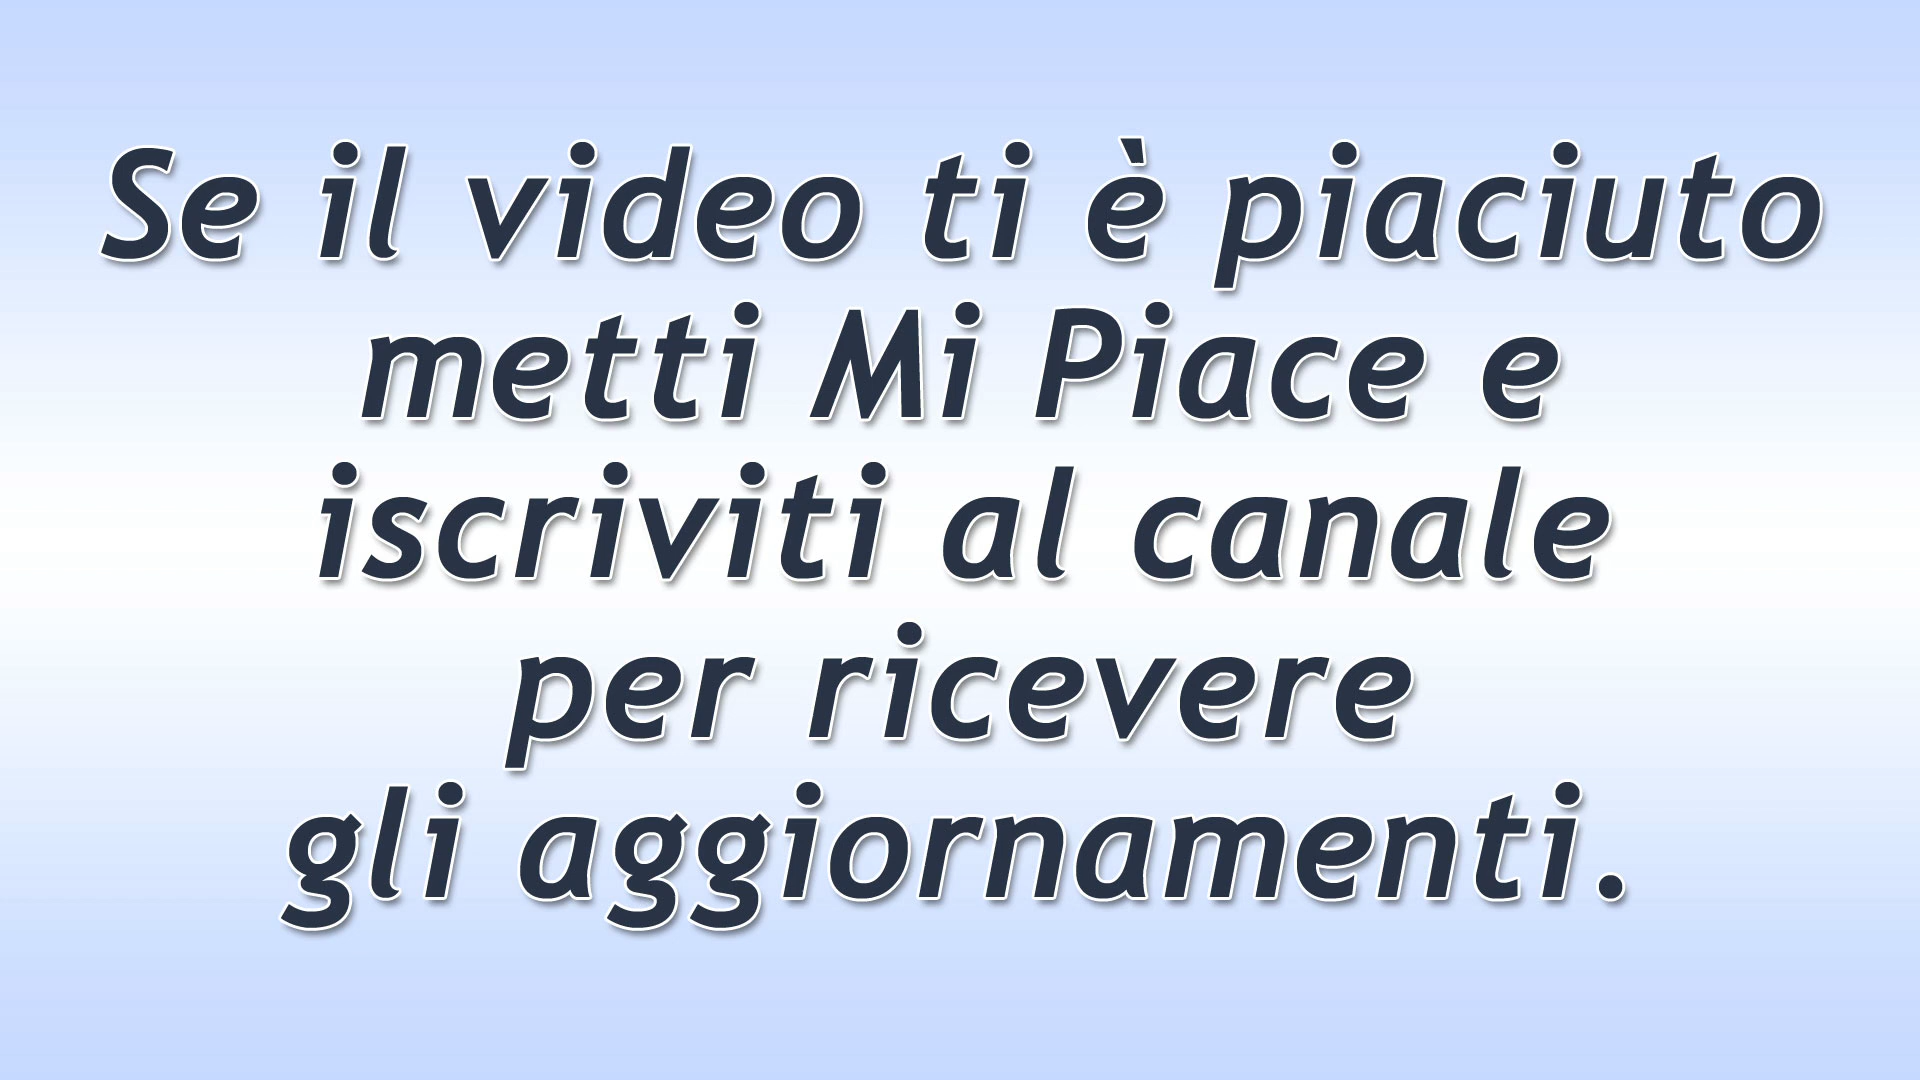 Se il video ti è piaciuto
metti Mi Piace e
iscriviti al canale
per ricevere
gli aggiornamenti.